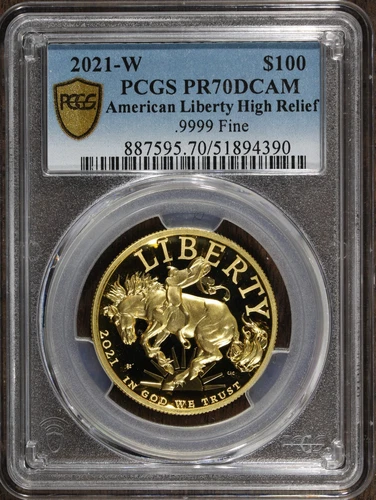 2021-W $100
PCGS PR70DCAM
American Liberty High Relief
.9999 Fine
887595.70/51894390
PCGS
LIBERTY
2021
IN GOD WE TRUST